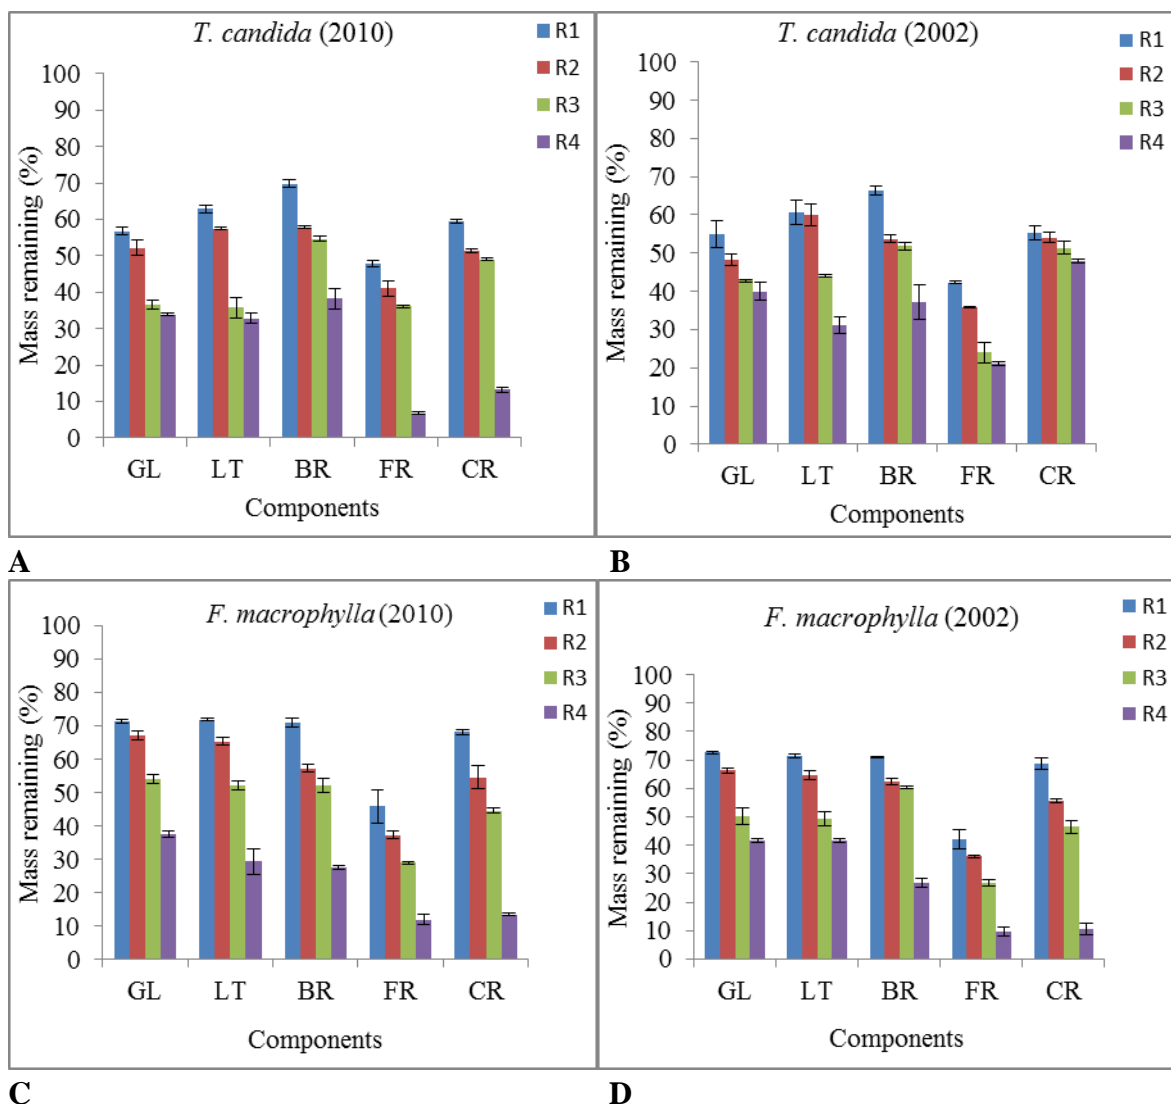 T. candida (2010)
R1
R2
R3
R4
Mass remaining (%)
100
90
80
70
60
50
40
30
20
10
0
GL LT BR FR CR
Components
A
T. candida (2002)
R1
R2
R3
R4
Mass remaining (%)
100
90
80
70
60
50
40
30
20
10
0
GL LT BR FR CR
Components
B
F. macrophylla (2010)
R1
R2
R3
R4
Mass remaining (%)
100
90
80
70
60
50
40
30
20
10
0
GL LT BR FR CR
Components
C
F. macrophylla (2002)
R1
R2
R3
R4
Mass remaining (%)
100
90
80
70
60
50
40
30
20
10
0
GL LT BR FR CR
Components
D